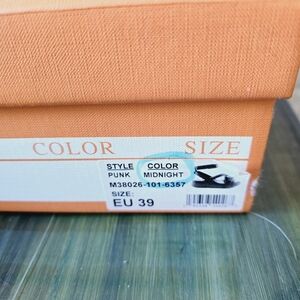 COLOR SIZE
STYLE COLOR
PUNK MIDNIGHT
M38026-101-6357
SIZE:
EU 39